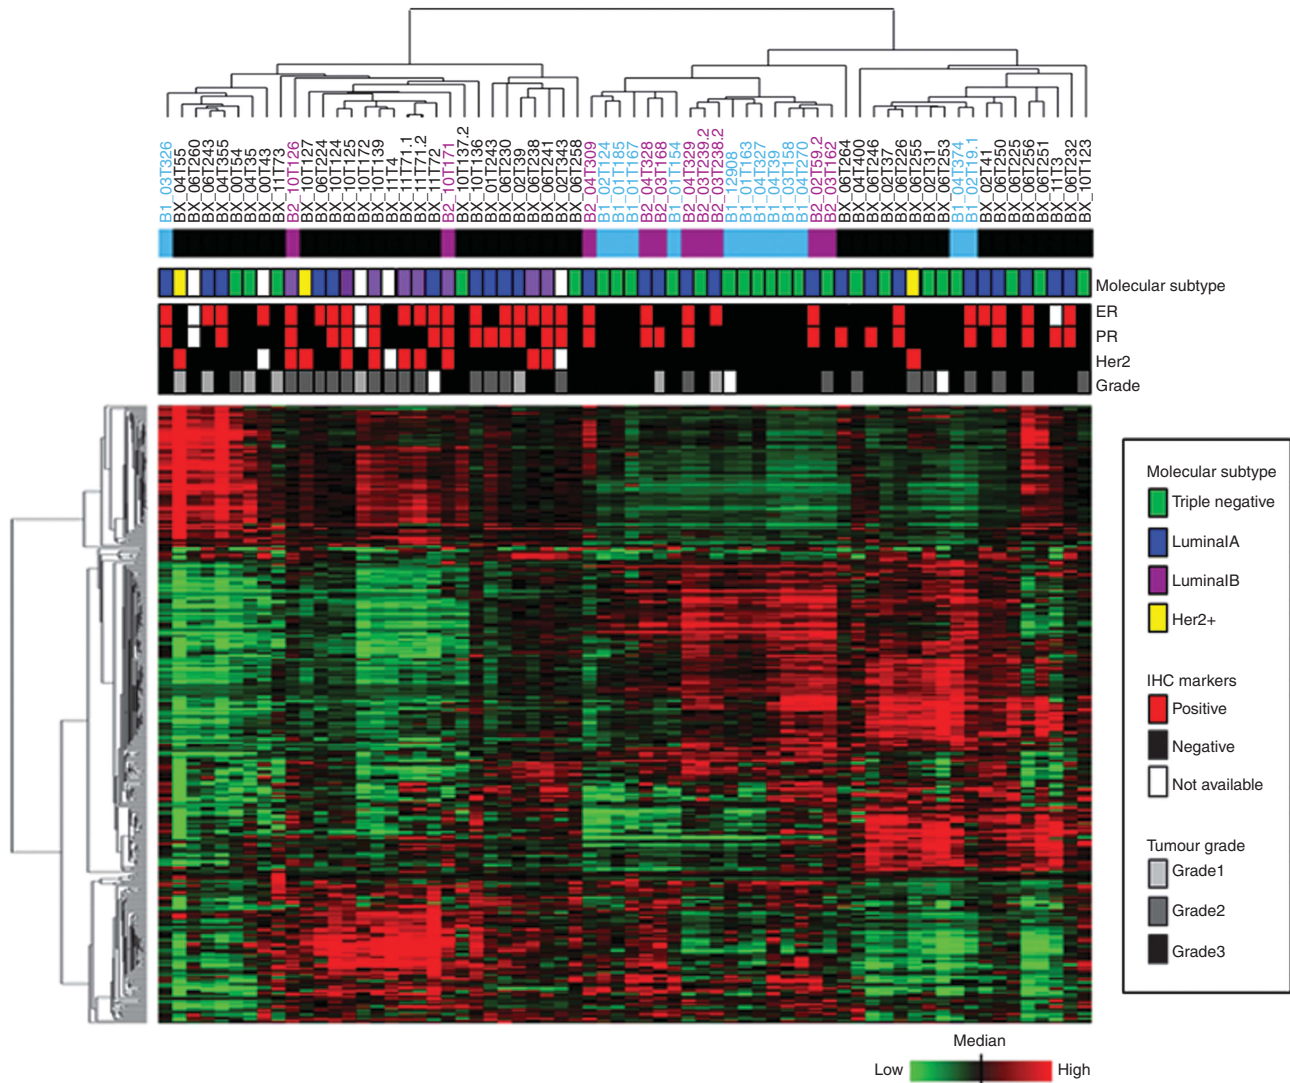 B1_03T326
BX_04T55
BX_06T260
BX_06T243
BX_04T355
BX_00T54
BX_04T35
BX_00T43
BX_11T73
B2_10T126
BX_10T127
BX_06T224
BX_10T124
BX_10T125
BX_10T172
BX_10T139
BX_11T4
BX_11T71.1
BX_11T71.2
BX_11T72
B2_10T171
BX_10T137.2
BX_10T136
BX_01T243
BX_06T230
BX_02T39
BX_06T238
BX_06T241
BX_02T343
BX_06T258
B2_04T309
B1_02T124
B1_01T185
B1_01T167
B2_04T328
B2_03T168
B1_01T154
B2_04T329
B2_03T239.2
B2_03T238.2
B1_12908
B1_01T163
B1_04T327
B1_04T39
B1_03T158
B1_04T270
B2_02T59.2
B2_03T162
BX_06T264
BX_04T400
BX_06T246
BX_02T37
BX_06T226
BX_06T255
BX_02T31
BX_06T253
B1_04T374
B1_02T19.1
BX_02T41
BX_06T250
BX_06T225
BX_06T256
BX_06T251
BX_11T3
BX_06T232
BX_10T123
Molecular subtype
ER
PR
Her2
Grade
Molecular subtype
Triple negative
LuminalA
LuminalB
Her2+
IHC markers
Positive
Negative
Not available
Tumour grade
Grade1
Grade2
Grade3
Median
Low
High